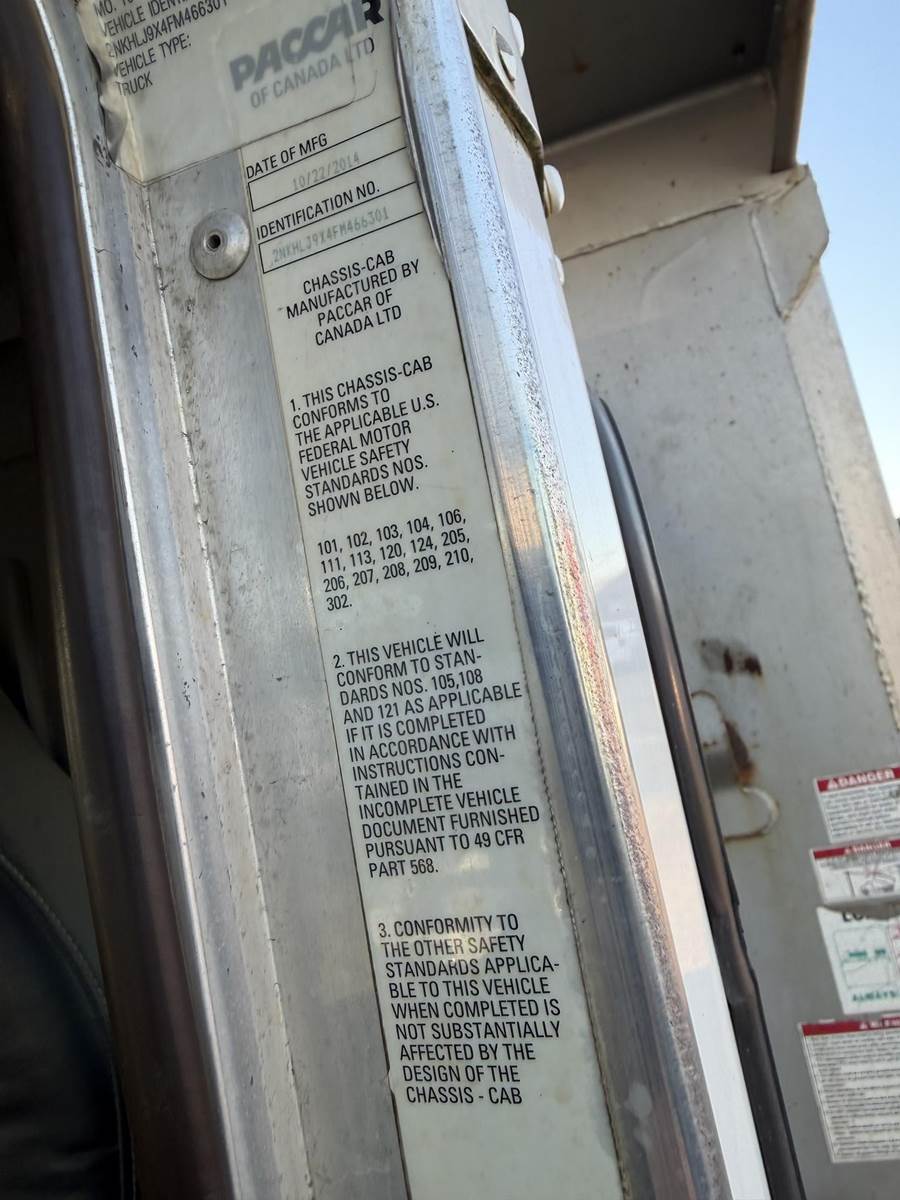 MO.
VEHICLE IDENTI
2NKHLJ9X4FM466301
VEHICLE TYPE:
TRUCK
PACCAR
OF CANADA LTD
DATE OF MFG
10/22/2014
IDENTIFICATION NO.
2NKHLJ9X4FM466301
CHASSIS-CAB
MANUFACTURED BY
PACCAR OF
CANADA LTD
1. THIS CHASSIS-CAB
CONFORMS TO
THE APPLICABLE U.S.
FEDERAL MOTOR
VEHICLE SAFETY
STANDARDS NOS.
SHOWN BELOW.
101, 102, 103, 104, 106,
111, 113, 120, 124, 205,
206, 207, 208, 209, 210,
302.
2. THIS VEHICLE WILL
CONFORM TO STAN-
DARDS NOS. 105,108
AND 121 AS APPLICABLE
IF IT IS COMPLETED
IN ACCORDANCE WITH
INSTRUCTIONS CON-
TAINED IN THE
INCOMPLETE VEHICLE
DOCUMENT FURNISHED
PURSUANT TO 49 CFR
PART 568.
3. CONFORMITY TO
THE OTHER SAFETY
STANDARDS APPLICA-
BLE TO THIS VEHICLE
WHEN COMPLETED IS
NOT SUBSTANTIALLY
AFFECTED BY THE
DESIGN OF THE
CHASSIS - CAB
DANGER
DANGER
ALWAYS